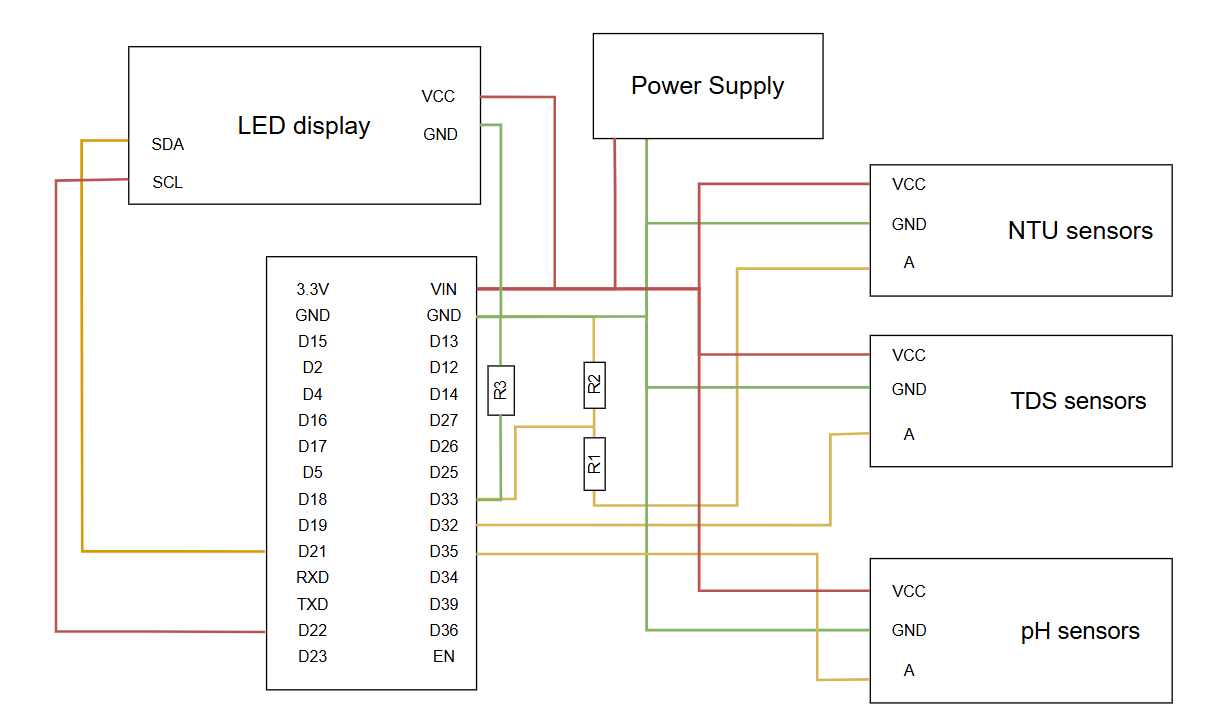 Power Supply
VCC
LED display
GND
SDA
SCL
VCC
GND
NTU sensors
A
3.3V VIN
GND GND
D15 D13
D2 D12
D4 D14
D16 D27
D17 D26
D5 D25
D18 D33
D19 D32
D21 D35
RXD D34
TXD D39
D22 D36
D23 EN
R3
R2
R1
VCC
GND
TDS sensors
A
VCC
GND
pH sensors
A